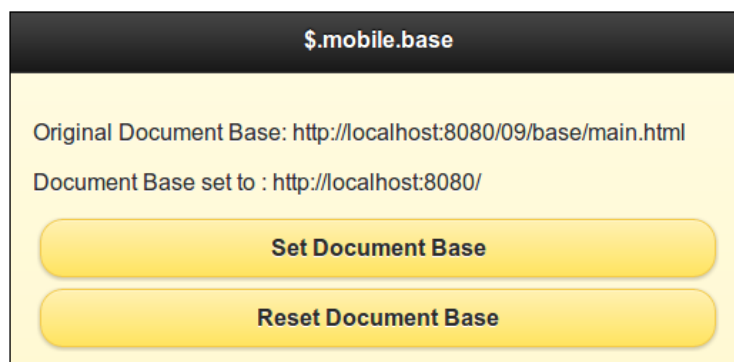 $.mobile.base
Original Document Base: http://localhost:8080/09/base/main.html
Document Base set to : http://localhost:8080/
Set Document Base
Reset Document Base